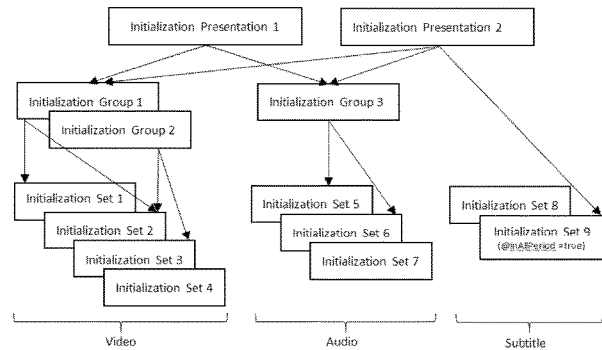 Initialization Presentation 1
Initialization Presentation 2
Initialization Group 1
Initialization Group 2
Initialization Group 3
Initialization Set 1
Initialization Set 2
Initialization Set 3
Initialization Set 4
Initialization Set 5
Initialization Set 6
Initialization Set 7
Initialization Set 8
Initialization Set 9
(@inAllPeriod =true)
Video
Audio
Subtitle